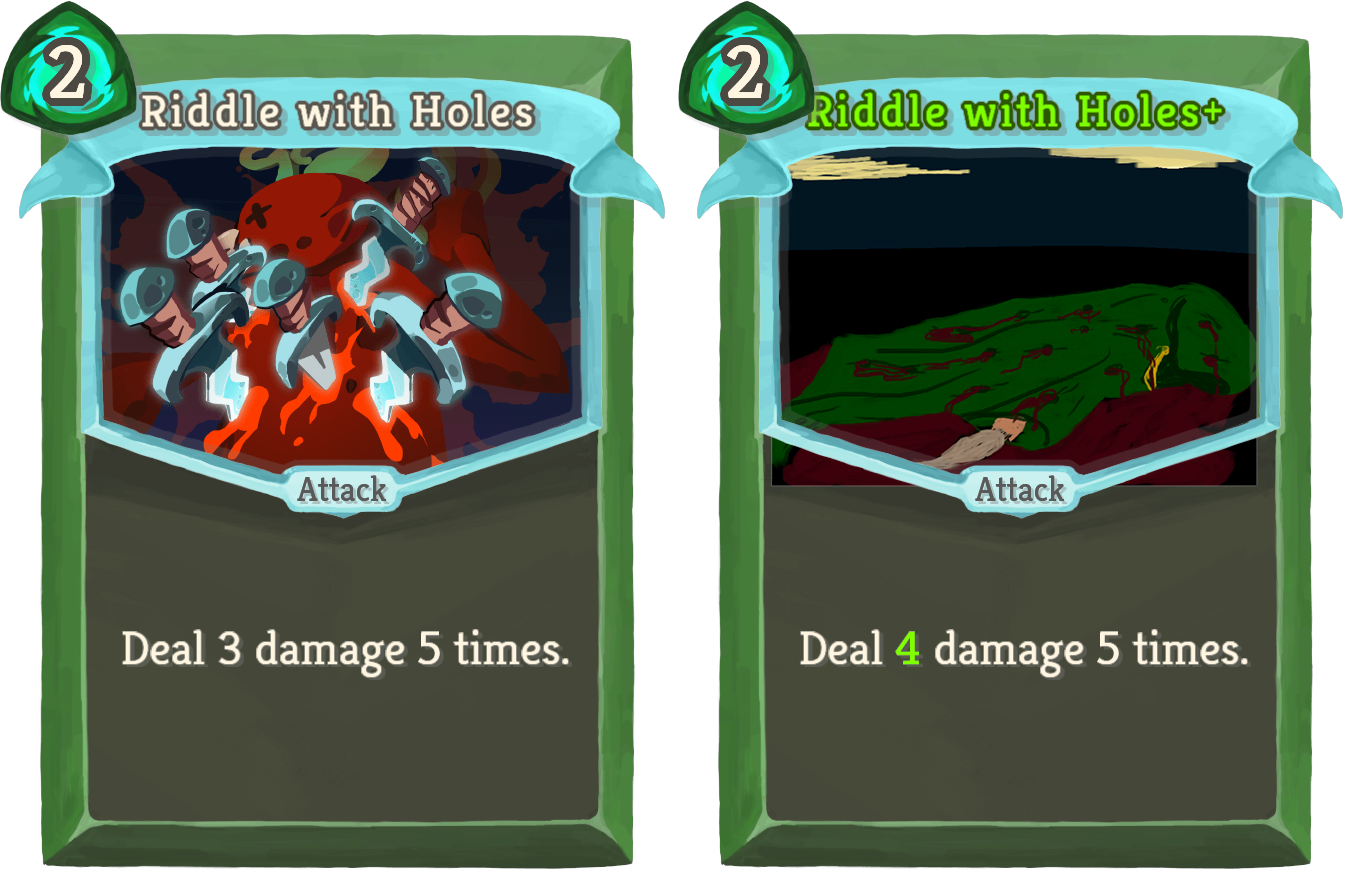 2
Riddle with Holes
Attack
Deal 3 damage 5 times.
2
Riddle with Holes+
Attack
Deal 4 damage 5 times.